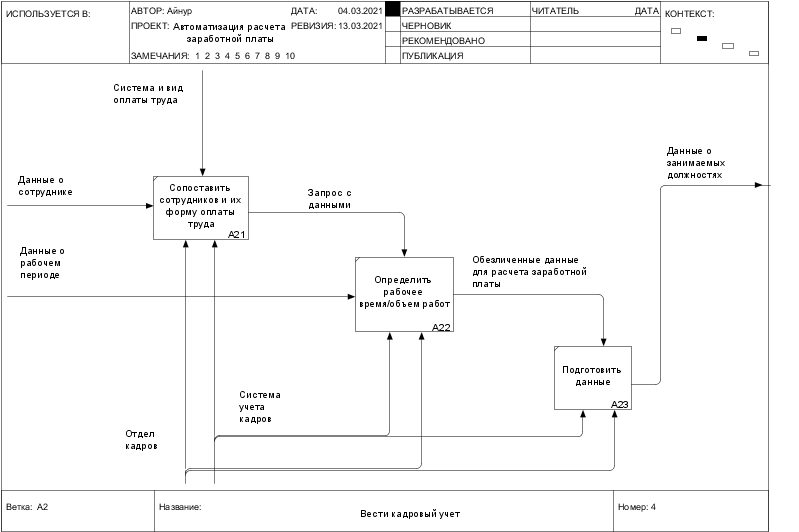 ИСПОЛЬЗУЕТСЯ В:
АВТОР: Айнур
ДАТА: 04.03.2021
ПРОЕКТ: Автоматизация расчета
заработной платы
РЕВИЗИЯ: 13.03.2021
ЗАМЕЧАНИЯ: 1 2 3 4 5 6 7 8 9 10
РАЗРАБАТЫВАЕТСЯ
ЧЕРНОВИК
РЕКОМЕНДОВАНО
ПУБЛИКАЦИЯ
ЧИТАТЕЛЬ ДАТА
КОНТЕКСТ:
Система и вид
оплаты труда
Данные о
сотруднике
Сопоставить
сотрудников и их
форму оплаты
труда
A21
Запрос с
данными
Данные о
занимаемых
должностях
Данные о
рабочем
периоде
Определить
рабочее
время/объем работ
A22
Обезличенные данные
для расчета заработной
платы
Подготовить
данные
A23
Система
учета
кадров
Отдел
кадров
Ветка: A2
Название:
Вести кадровый учет
Номер: 4